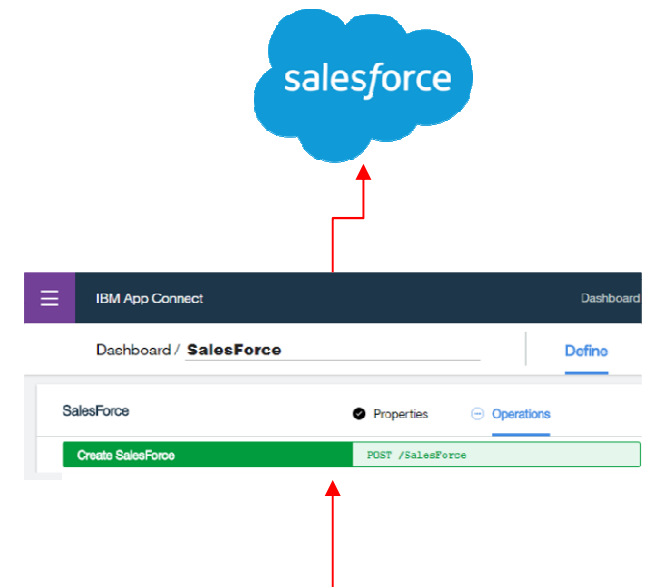 salesforce
IBM App Connect Dashboard
Dashboard / SalesForce Define
SalesForce Properties Operations
Create SalesForce POST /SalesForce